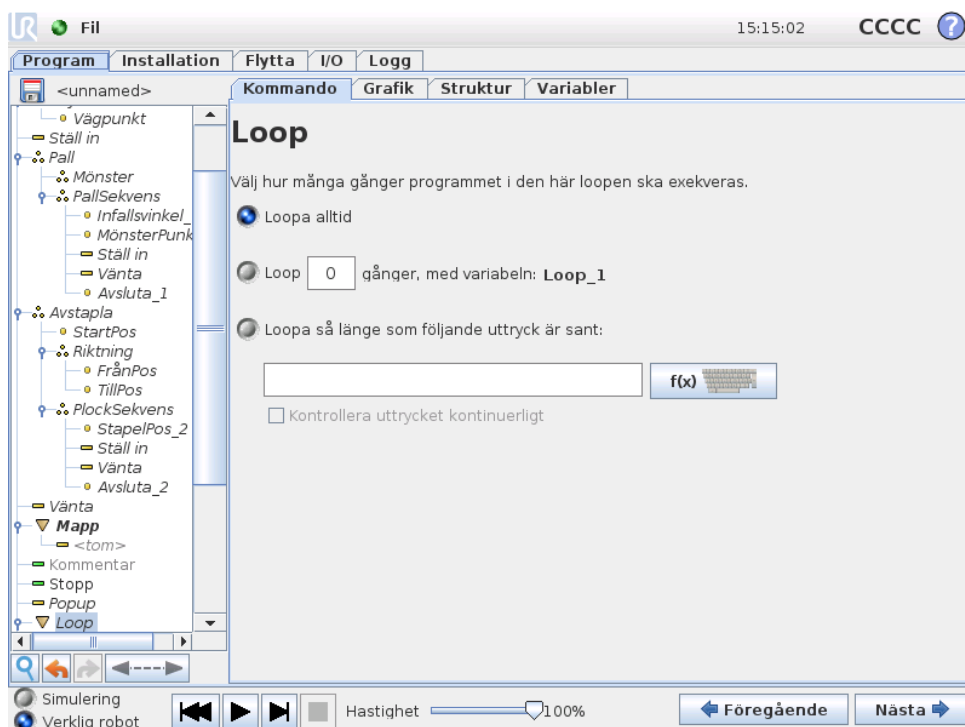 UR Fil 15:15:02 CCCC ?
Program Installation Flytta I/O Logg
<unnamed>
Kommando Grafik Struktur Variabler
Vägpunkt
Ställ in
Pall
Mönster
PallSekvens
Infallsvinkel_
MönsterPunk
Ställ in
Vänta
Avsluta_1
Avstapla
StartPos
Riktning
FrånPos
TillPos
PlockSekvens
StapelPos_2
Ställ in
Vänta
Avsluta_2
Vänta
Mapp
<tom>
Kommentar
Stopp
Popup
Loop
Loop
Välj hur många gånger programmet i den här loopen ska exekveras.
Loopa alltid
Loop 0 gånger, med variabeln: Loop_1
Loopa så länge som följande uttryck är sant:
f(x)
Kontrollera uttrycket kontinuerligt
Simulering
Verklig robot
Hastighet 100%
Föregående Nästa